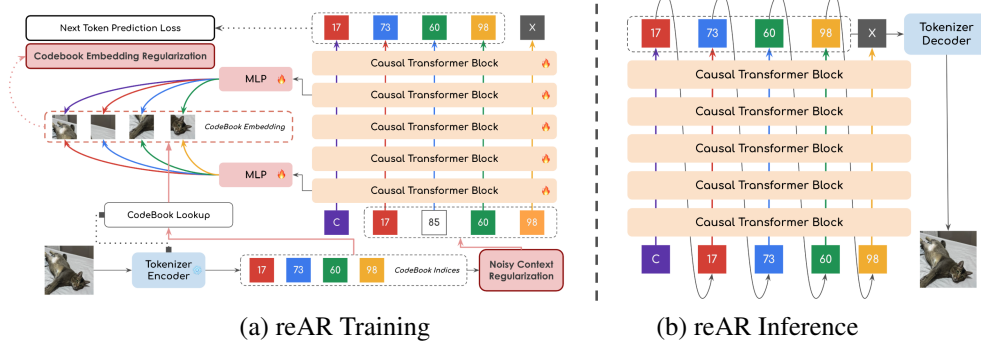 Next Token Prediction Loss
Codebook Embedding Regularization
MLP
CodeBook Embedding
MLP
CodeBook Lookup
Tokenizer
Encoder
17 73 60 98
CodeBook Indices
Noisy Context
Regularization
17 73 60 98 X
Causal Transformer Block
Causal Transformer Block
Causal Transformer Block
Causal Transformer Block
Causal Transformer Block
C 17 85 60 98
(a) reAR Training
17 73 60 98 X
Tokenizer
Decoder
Causal Transformer Block
Causal Transformer Block
Causal Transformer Block
Causal Transformer Block
Causal Transformer Block
C 17 73 60 98
(b) reAR Inference